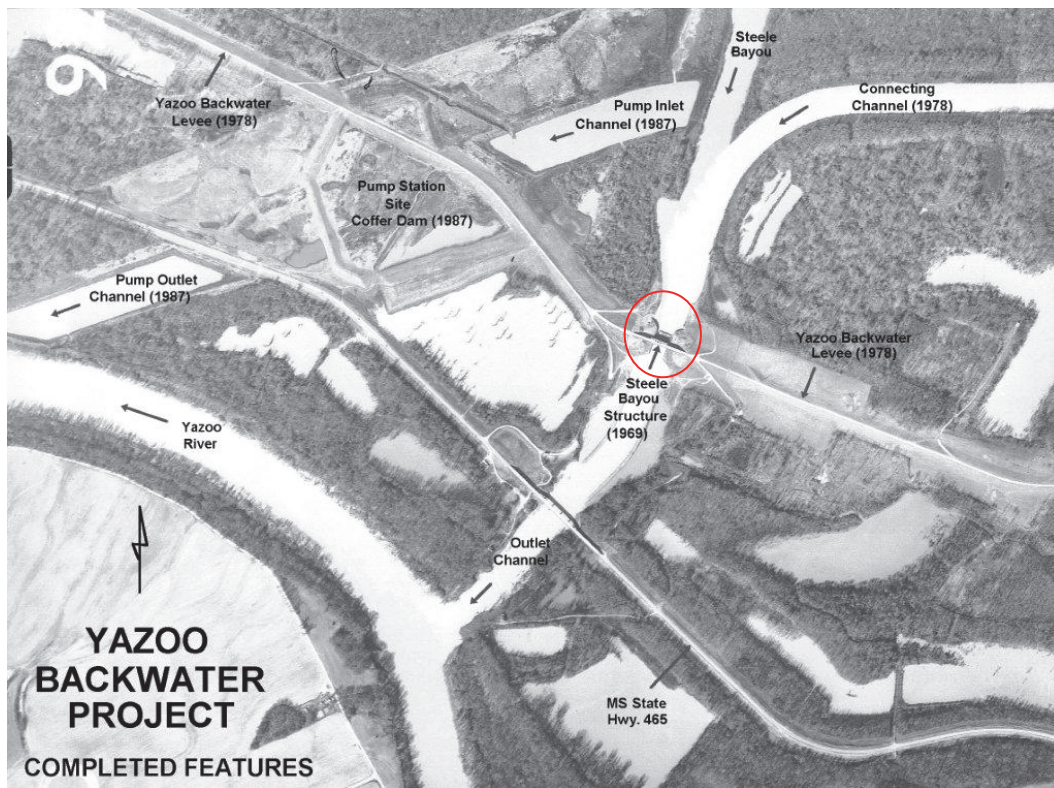 9
Steele
Bayou
Yazoo Backwater
Levee (1978)
Pump Inlet
Channel (1987)
Connecting
Channel (1978)
Pump Station
Site
Coffer Dam (1987)
Pump Outlet
Channel (1987)
Yazoo Backwater
Levee (1978)
Steele
Bayou
Structure
(1969)
Yazoo
River
Outlet
Channel
MS State
Hwy. 465
YAZOO
BACKWATER
PROJECT
COMPLETED FEATURES